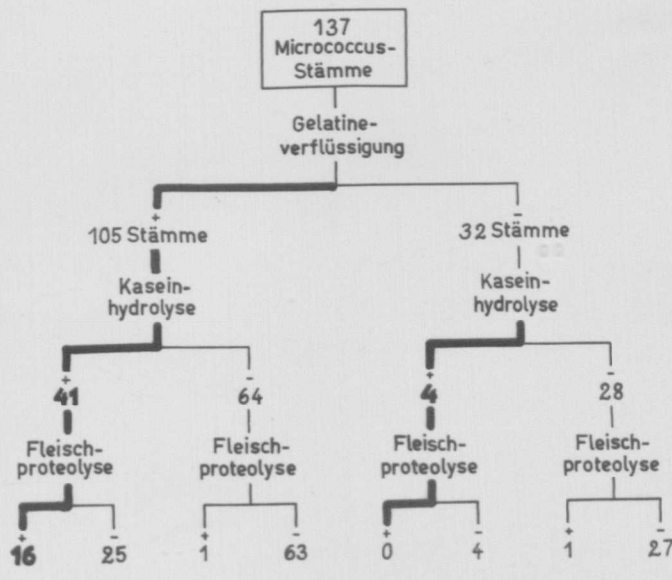 137
Micrococcus-
Stämme
Gelatine-
verflüssigung
+ -
105 Stämme 32 Stämme
Kasein- Kasein-
hydrolyse hydrolyse
+ - + -
41 64 4 28
Fleisch- Fleisch- Fleisch- Fleisch-
proteolyse proteolyse proteolyse proteolyse
+ - + - + - + -
16 25 1 63 0 4 1 27